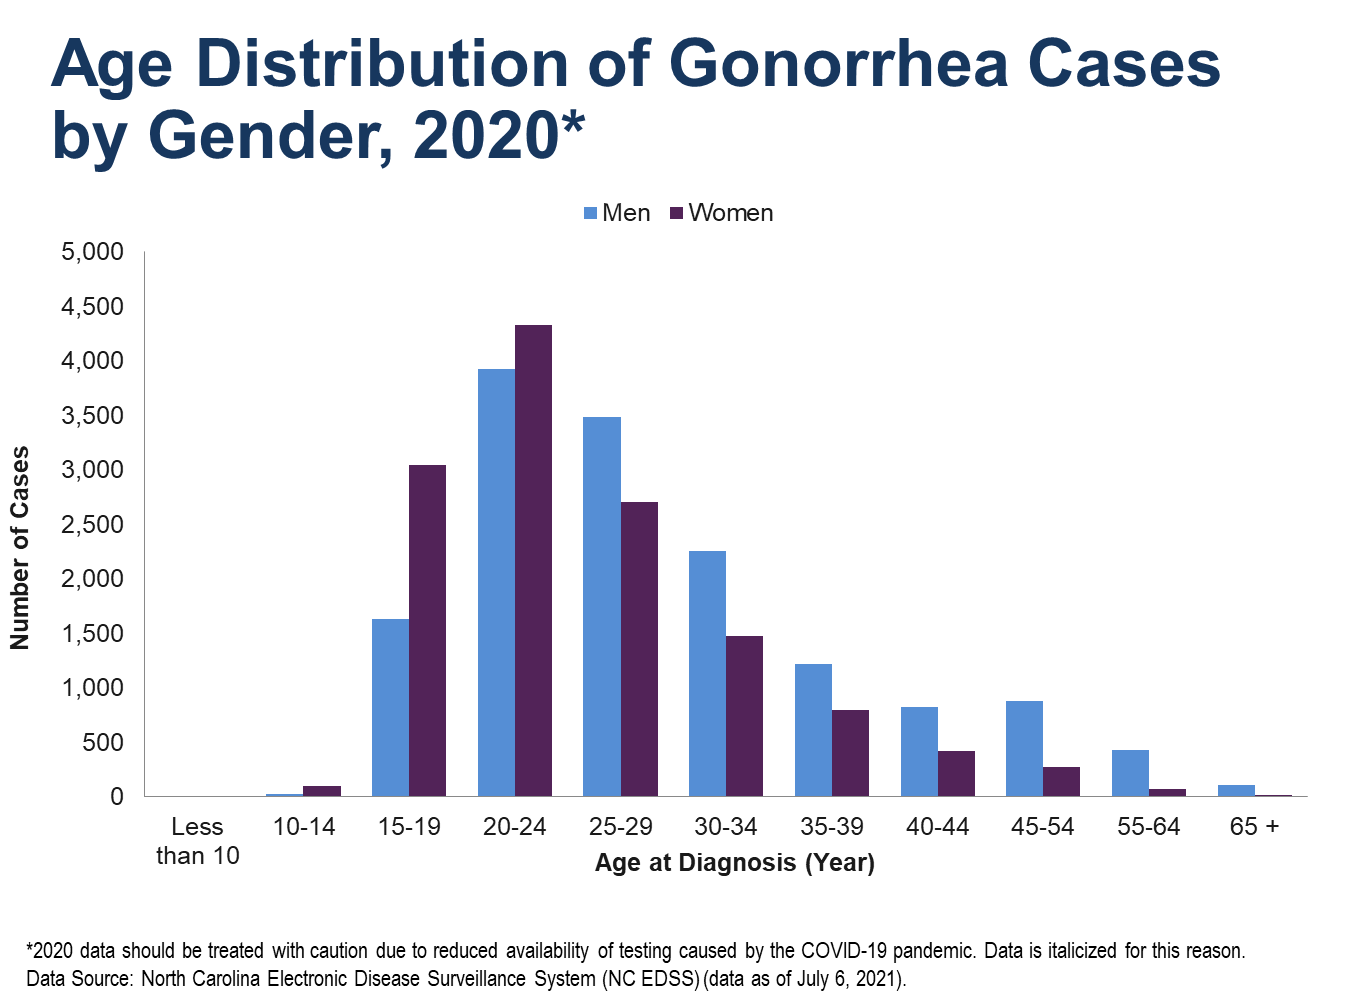 Age Distribution of Gonorrhea Cases
by Gender, 2020*
Men Women
5,000
4,500
4,000
3,500
3,000
2,500
2,000
1,500
1,000
500
0
Number of Cases
Less
than 10
10-14 15-19 20-24 25-29 30-34 35-39 40-44 45-54 55-64 65 +
Age at Diagnosis (Year)
*2020 data should be treated with caution due to reduced availability of testing caused by the COVID-19 pandemic. Data is italicized for this reason.
Data Source: North Carolina Electronic Disease Surveillance System (NC EDSS) (data as of July 6, 2021).